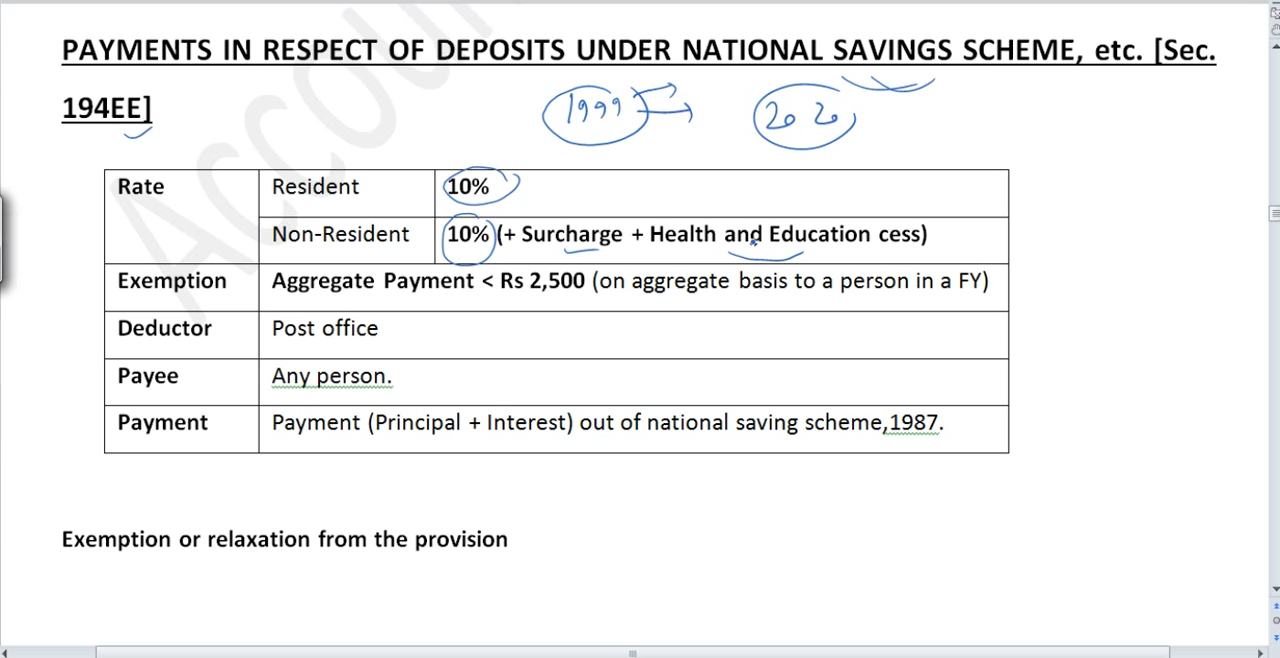 PAYMENTS IN RESPECT OF DEPOSITS UNDER NATIONAL SAVINGS SCHEME, etc. [Sec.
194EE]
1999 2020
Rate Resident 10%
Non-Resident 10% (+ Surcharge + Health and Education cess)
Exemption Aggregate Payment < Rs 2,500 (on aggregate basis to a person in a FY)
Deductor Post office
Payee Any person.
Payment Payment (Principal + Interest) out of national saving scheme,1987.
Exemption or relaxation from the provision
Accou